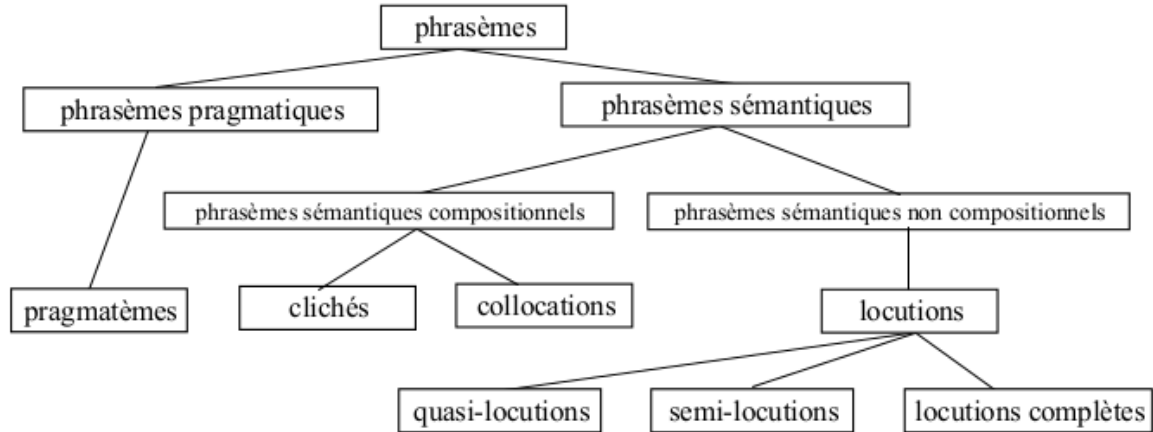 phrasèmes
phrasèmes pragmatiques
phrasèmes sémantiques
phrasèmes sémantiques compositionnels
phrasèmes sémantiques non compositionnels
pragmatèmes
clichés
collocations
locutions
quasi-locutions
semi-locutions
locutions complètes